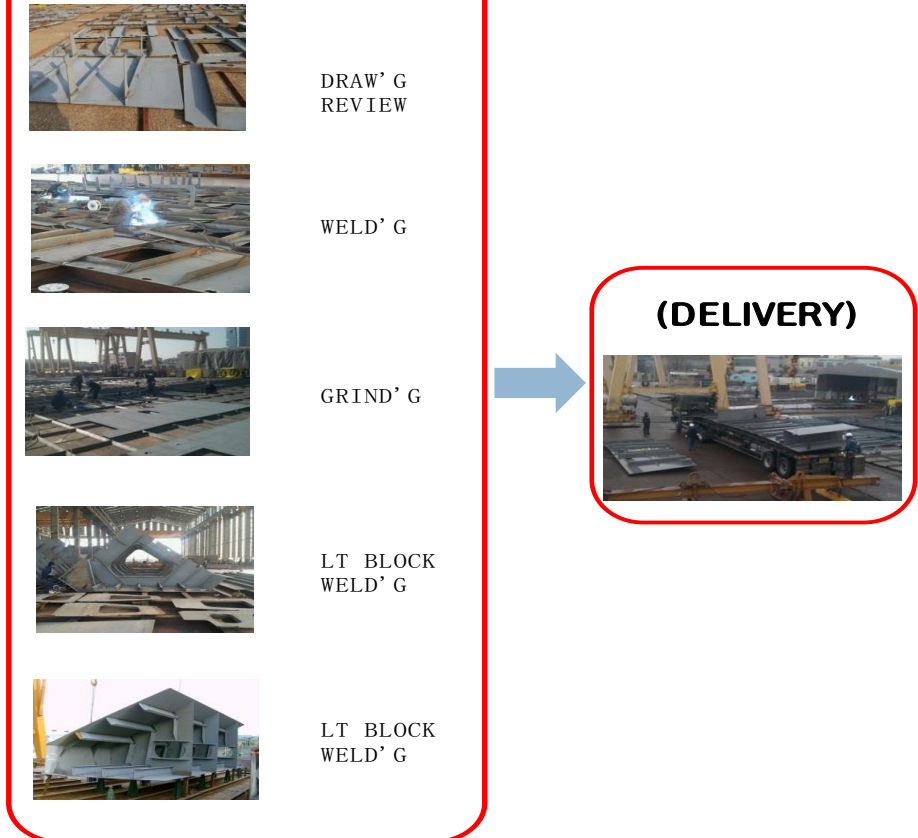 DRAW'G
REVIEW
WELD'G
GRIND'G
LT BLOCK
WELD'G
LT BLOCK
WELD'G
(DELIVERY)